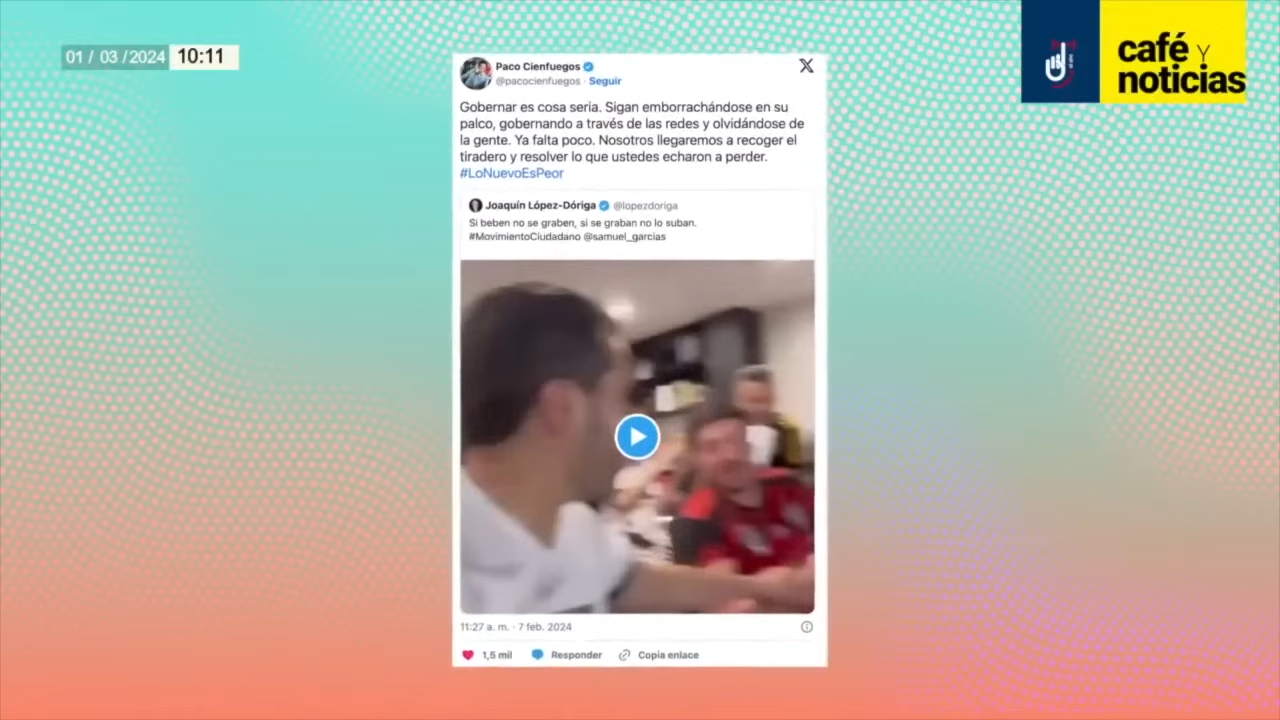 01 / 03 /2024 10:11
café Y
noticias
Paco Cienfuegos
@pacocienfuegos · Seguir
X
Gobernar es cosa seria. Sigan emborrachándose en su
palco, gobernando a través de las redes y olvidándose de
la gente. Ya falta poco. Nosotros llegaremos a recoger el
tiradero y resolver lo que ustedes echaron a perder.
#LoNuevoEsPeor
Joaquín López-Dóriga @lopezdoriga
Si beben no se graben, si se graban no lo suban.
#MovimientoCiudadano @samuel_garcias
11:27 a. m. · 7 feb. 2024
1,5 mil Responder Copia enlace